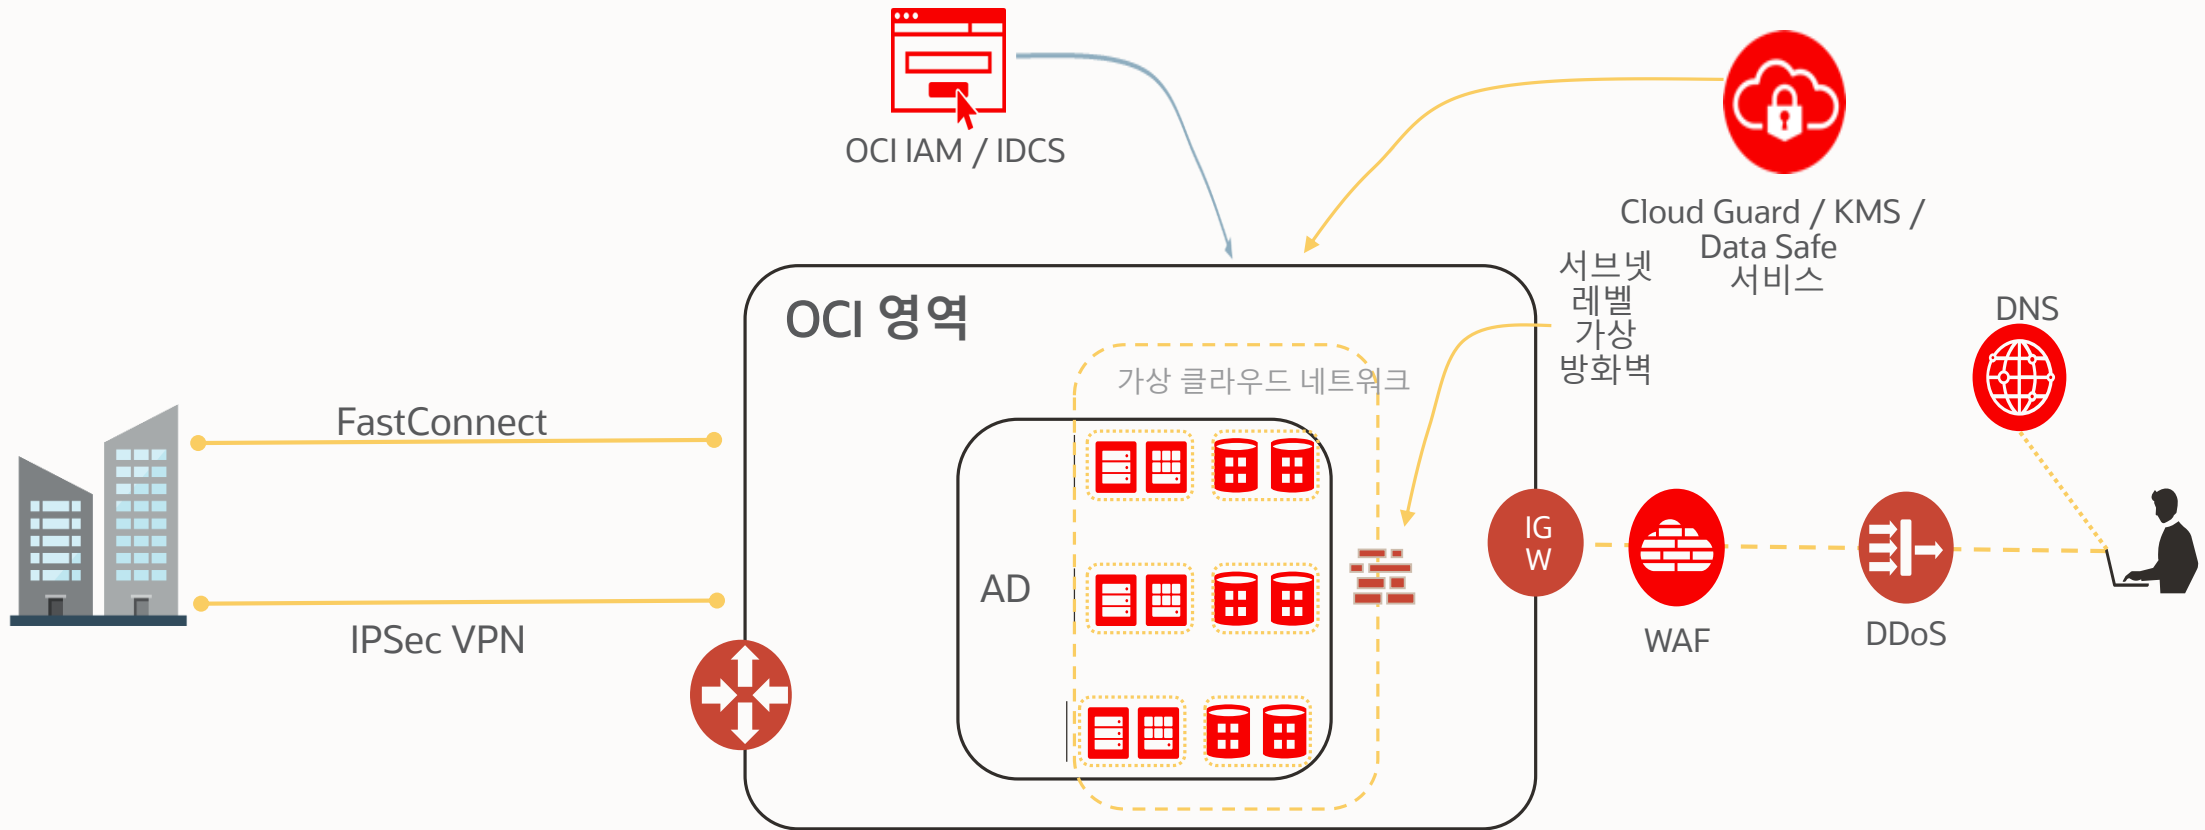 OCI IAM / IDCS
Cloud Guard / KMS /
Data Safe
서비스
서브넷
레벨
가상
방화벽
DNS
OCI 영역
가상 클라우드 네트워크
FastConnect
IPSec VPN
AD
IG
W
WAF
DDoS